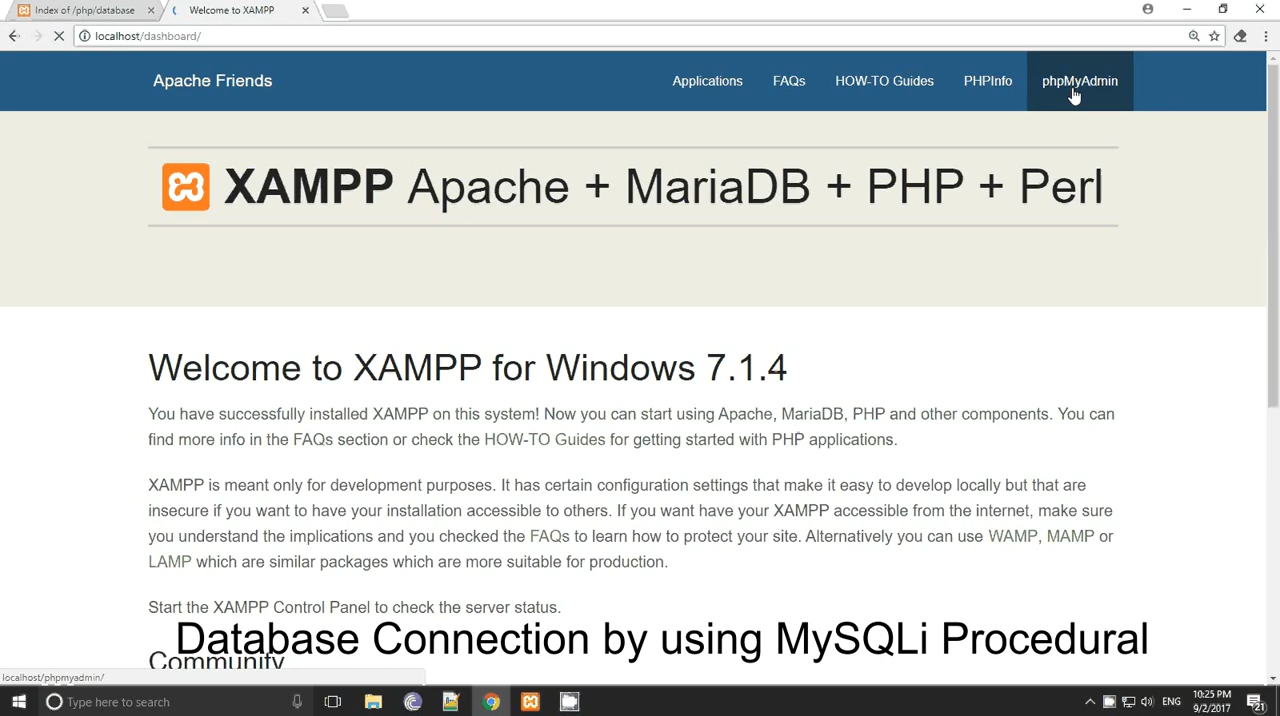 Index of /php/database
Welcome to XAMPP
localhost/dashboard/
Apache Friends
Applications
FAQs
HOW-TO Guides
PHPInfo
phpMyAdmin
XAMPP Apache + MariaDB + PHP + Perl
Welcome to XAMPP for Windows 7.1.4
You have successfully installed XAMPP on this system! Now you can start using Apache, MariaDB, PHP and other components. You can
find more info in the FAQs section or check the HOW-TO Guides for getting started with PHP applications.
XAMPP is meant only for development purposes. It has certain configuration settings that make it easy to develop locally but that are
insecure if you want to have your installation accessible to others. If you want have your XAMPP accessible from the internet, make sure
you understand the implications and you checked the FAQs to learn how to protect your site. Alternatively you can use WAMP, MAMP or
LAMP which are similar packages which are more suitable for production.
Start the XAMPP Control Panel to check the server status.
Database Connection by using MySQLi Procedural
Community
localhost/phpmyadmin/
Type here to search
ENG
10:25 PM
9/2/2017
21